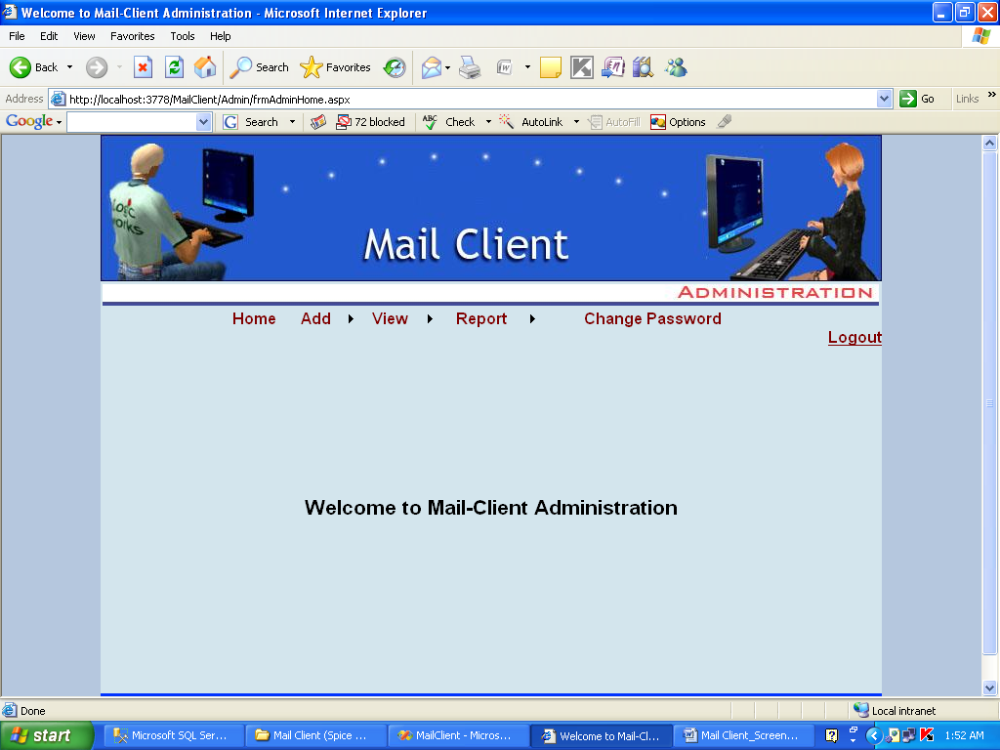 Welcome to Mail-Client Administration - Microsoft Internet Explorer
File Edit View Favorites Tools Help
Back Search Favorites
Address http://localhost:3778/MailClient/Admin/frmAdminHome.aspx Go Links »
Google G Search 72 blocked ABC Check AutoLink AutoFill Options
LOGIC
WORKS
Mail Client
ADMINISTRATION
Home Add View Report Change Password
Logout
Welcome to Mail-Client Administration
Done Local intranet
start Microsoft SQL Ser... Mail Client (Spice ... MailClient - Micros... Welcome to Mail-Cl... Mail Client_Screen... 1:52 AM